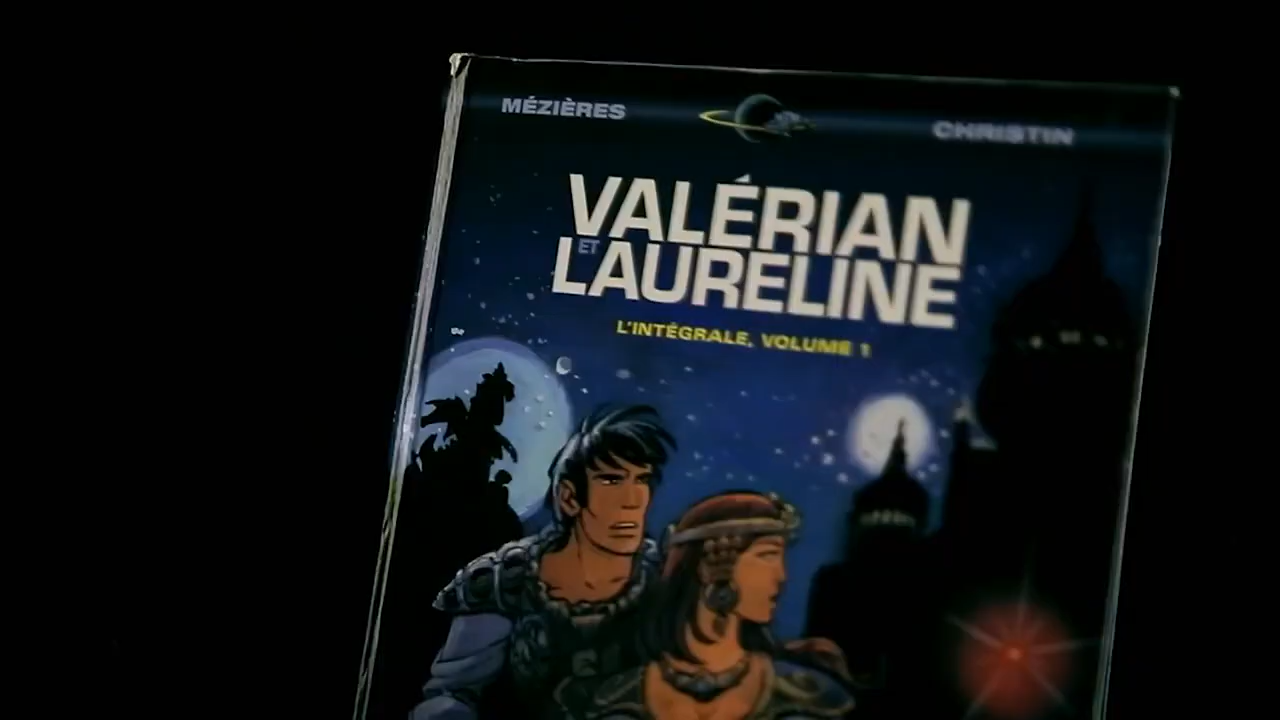 MÉZIÈRES
CHRISTIN
VALÉRIAN
ET
LAURELINE
L'INTÉGRALE, VOLUME 1